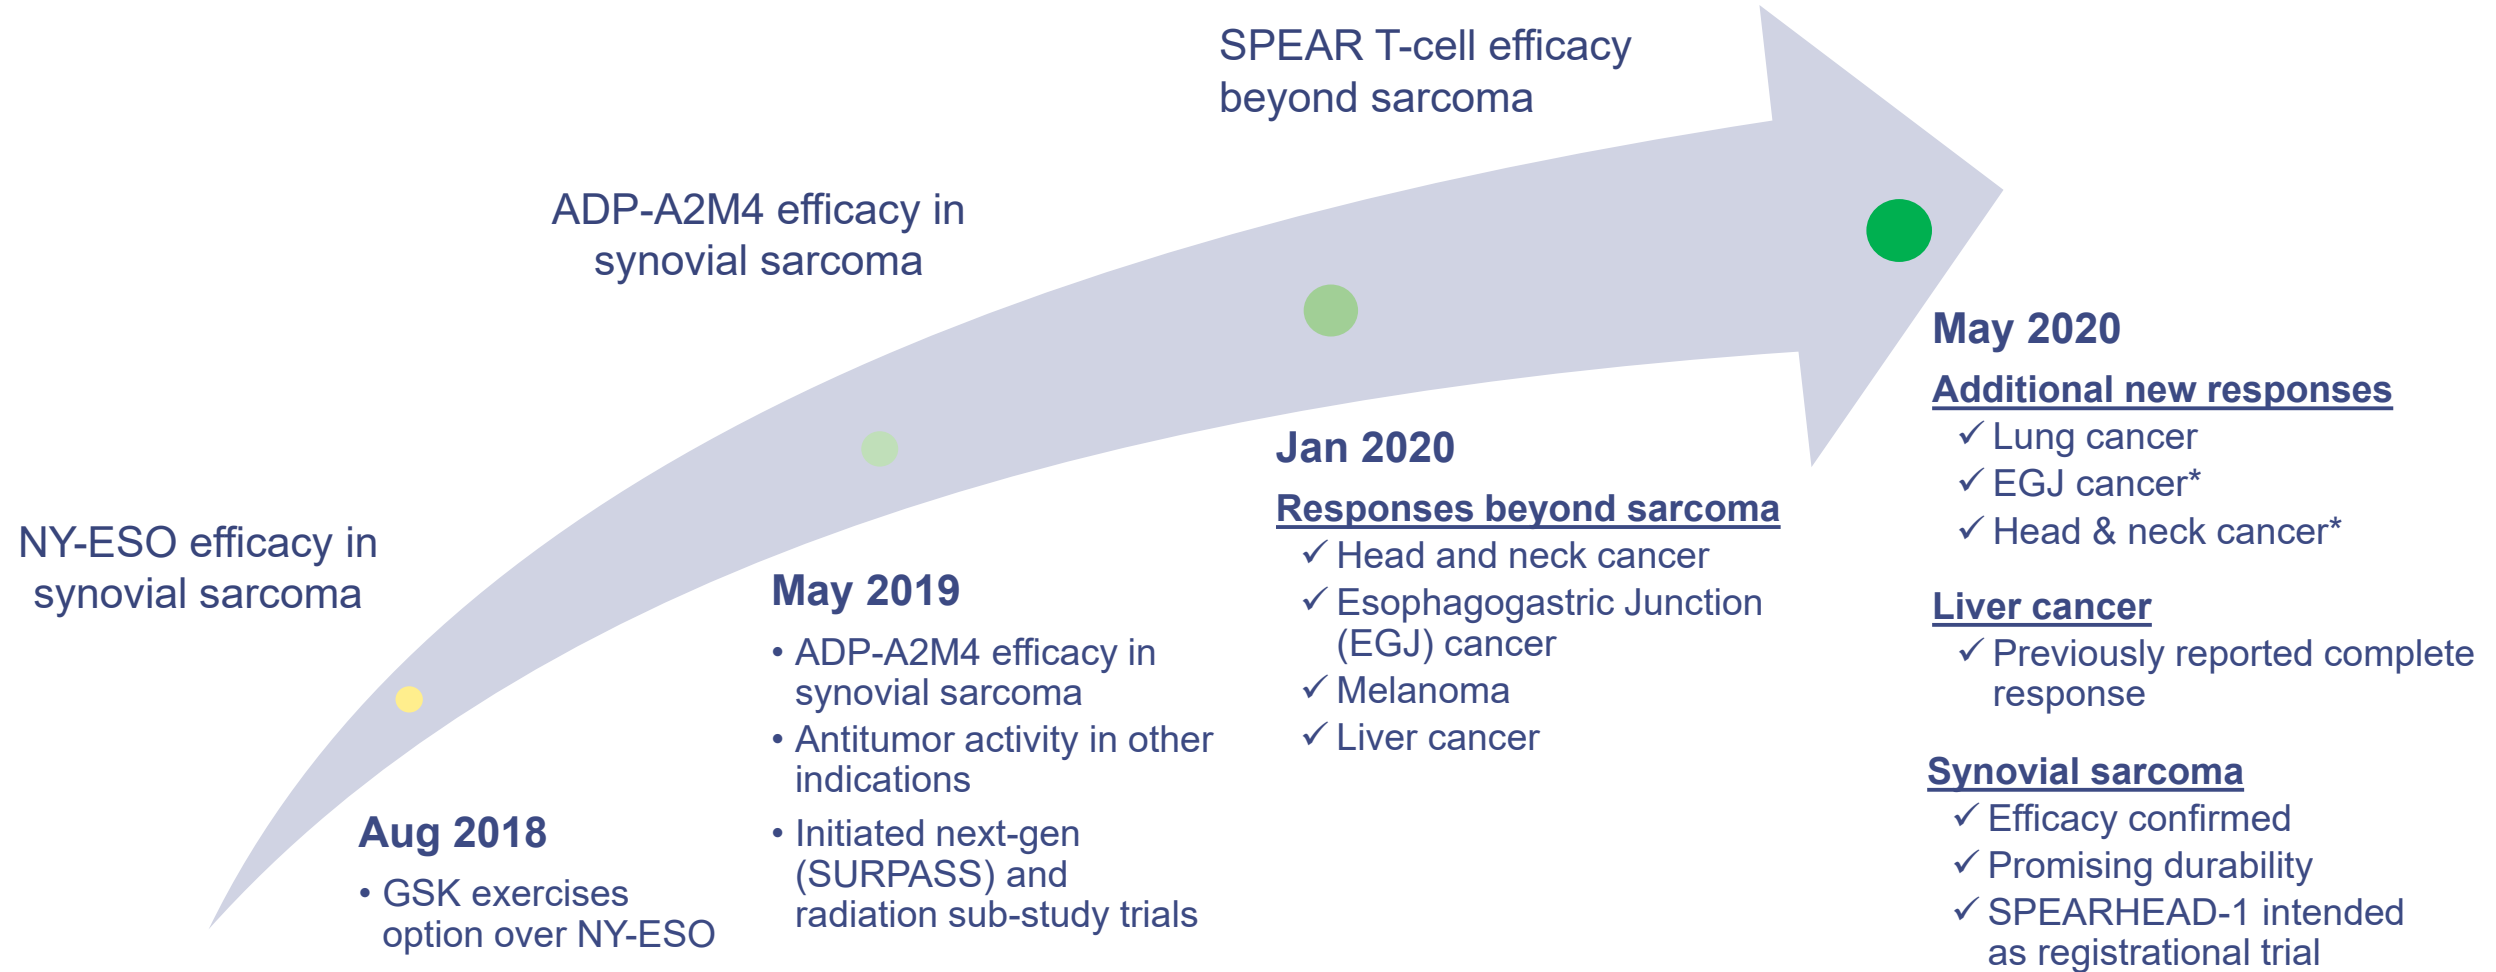 NY-ESO efficacy in
synovial sarcoma
Aug 2018
• GSK exercises
option over NY-ESO
ADP-A2M4 efficacy in
synovial sarcoma
May 2019
• ADP-A2M4 efficacy in
synovial sarcoma
• Antitumor activity in other
indications
• Initiated next-gen
(SURPASS) and
radiation sub-study trials
SPEAR T-cell efficacy
beyond sarcoma
Jan 2020
Responses beyond sarcoma
✓ Head and neck cancer
✓ Esophagogastric Junction
(EGJ) cancer
✓ Melanoma
✓ Liver cancer
May 2020
Additional new responses
✓ Lung cancer
✓ EGJ cancer*
✓ Head & neck cancer*
Liver cancer
✓ Previously reported complete
response
Synovial sarcoma
✓ Efficacy confirmed
✓ Promising durability
✓ SPEARHEAD-1 intended
as registrational trial